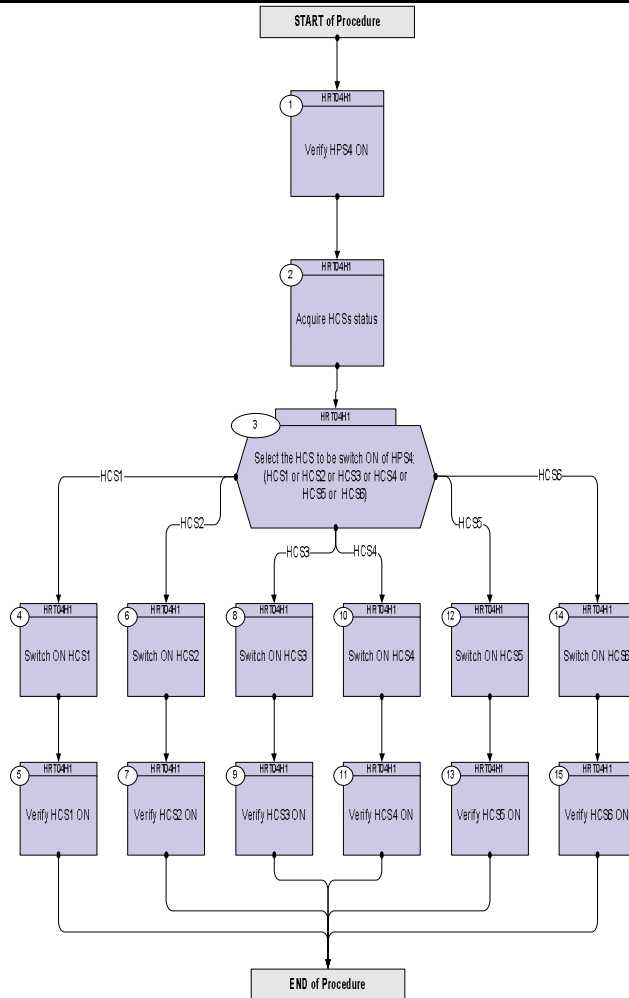 START of Procedure
HRT04H1
1
Verify HPS4 ON
HRT04H1
2
Acquire HCSs status
HRT04H1
3
Select the HCS to be switch ON of HPS4:
(HCS1 or HCS2 or HCS3 or HCS4 or
HCS5 or HCS6)
HCS1
HCS2
HCS3
HCS4
HCS5
HCS6
HRT04H1
4
Switch ON HCS1
HRT04H1
6
Switch ON HCS2
HRT04H1
8
Switch ON HCS3
HRT04H1
10
Switch ON HCS4
HRT04H1
12
Switch ON HCS5
HRT04H1
14
Switch ON HCS6
HRT04H1
5
Verify HCS1 ON
HRT04H1
7
Verify HCS2 ON
HRT04H1
9
Verify HCS3 ON
HRT04H1
11
Verify HCS4 ON
HRT04H1
13
Verify HCS5 ON
HRT04H1
15
Verify HCS6 ON
END of Procedure